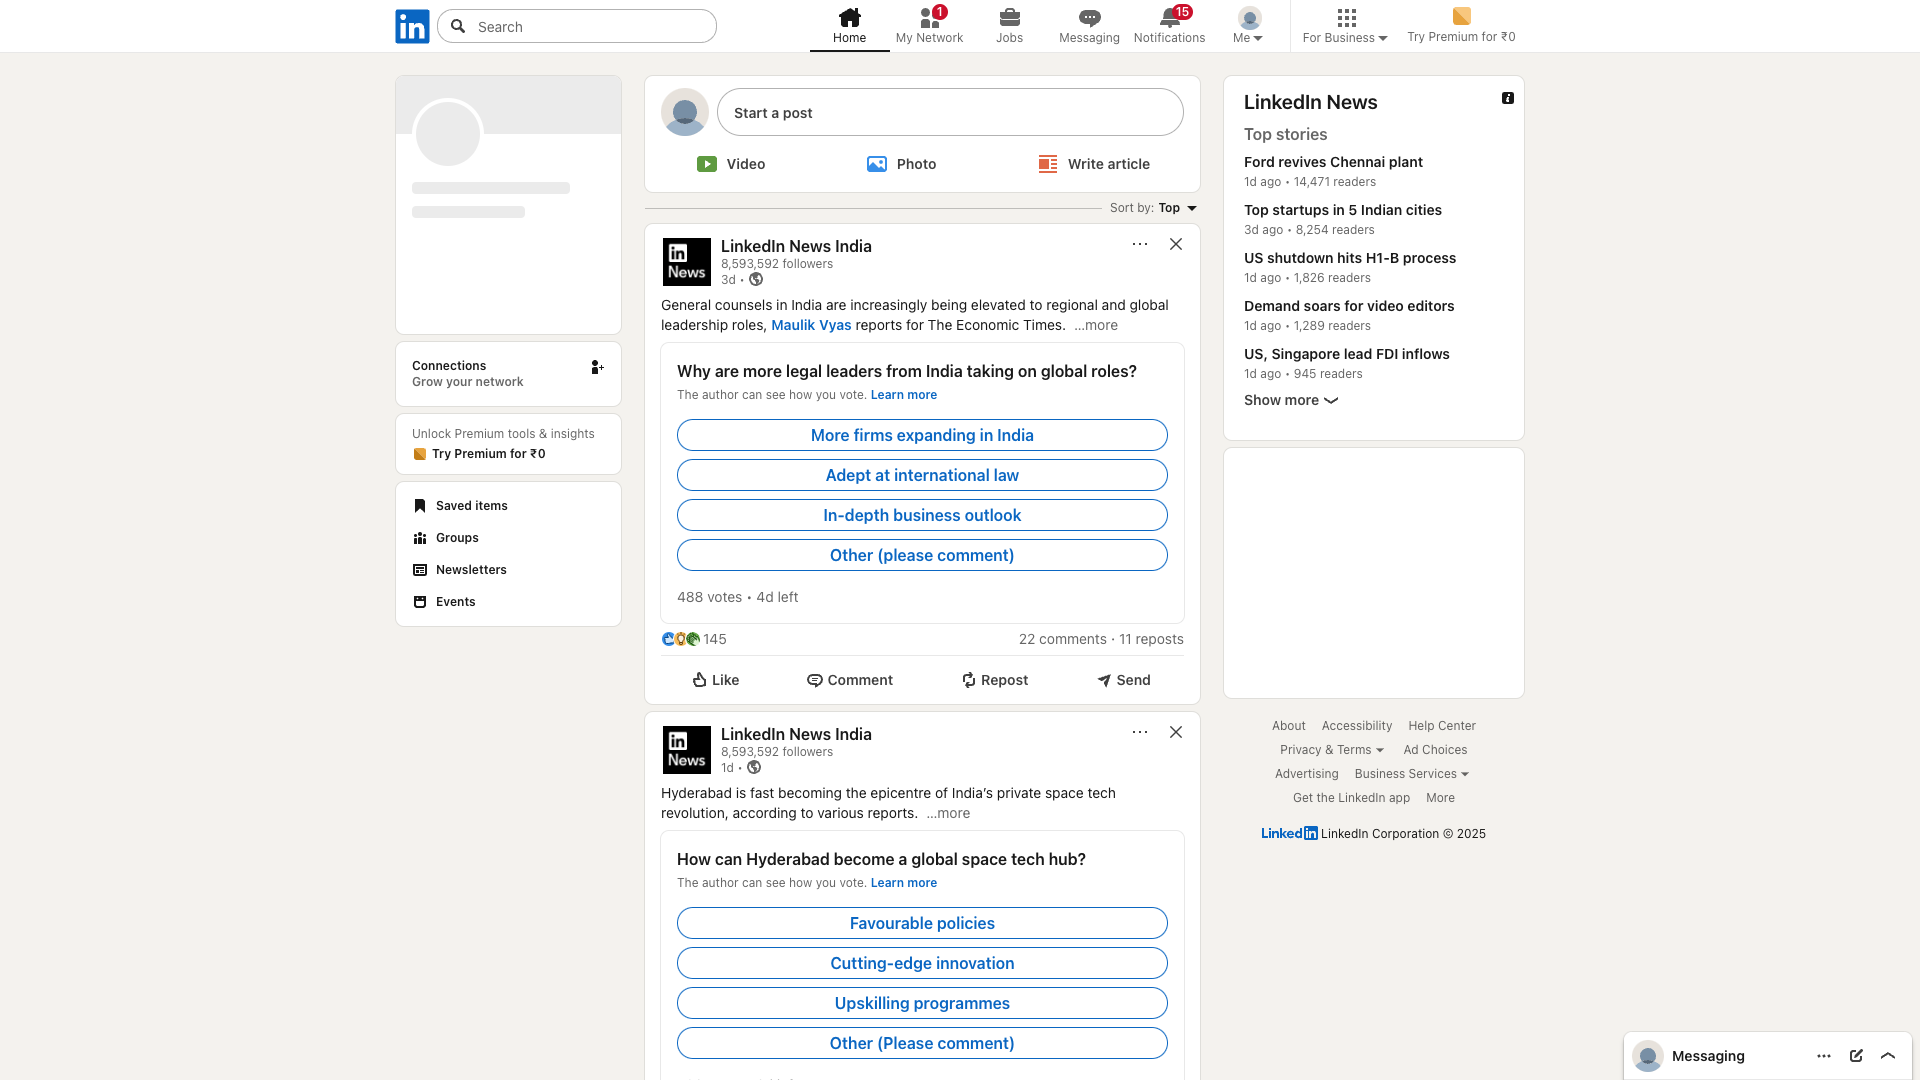 in
Search
Home
1
My Network
Jobs
Messaging
15
Notifications
Me
For Business
Try Premium for ₹0
Connections
Grow your network
Unlock Premium tools & insights
Try Premium for ₹0
Saved items
Groups
Newsletters
Events
Start a post
Video
Photo
Write article
Sort by: Top
in
News
LinkedIn News India
8,593,592 followers
3d •
General counsels in India are increasingly being elevated to regional and global
leadership roles, Maulik Vyas reports for The Economic Times. …more
Why are more legal leaders from India taking on global roles?
The author can see how you vote. Learn more
More firms expanding in India
Adept at international law
In-depth business outlook
Other (please comment)
488 votes • 4d left
145
22 comments · 11 reposts
Like
Comment
Repost
Send
in
News
LinkedIn News India
8,593,592 followers
1d •
Hyderabad is fast becoming the epicentre of India’s private space tech
revolution, according to various reports. …more
How can Hyderabad become a global space tech hub?
The author can see how you vote. Learn more
Favourable policies
Cutting-edge innovation
Upskilling programmes
Other (Please comment)
LinkedIn News
Top stories
Ford revives Chennai plant
1d ago • 14,471 readers
Top startups in 5 Indian cities
3d ago • 8,254 readers
US shutdown hits H1-B process
1d ago • 1,826 readers
Demand soars for video editors
1d ago • 1,289 readers
US, Singapore lead FDI inflows
1d ago • 945 readers
Show more
About Accessibility Help Center
Privacy & Terms Ad Choices
Advertising Business Services
Get the LinkedIn app More
LinkedIn LinkedIn Corporation © 2025
Messaging